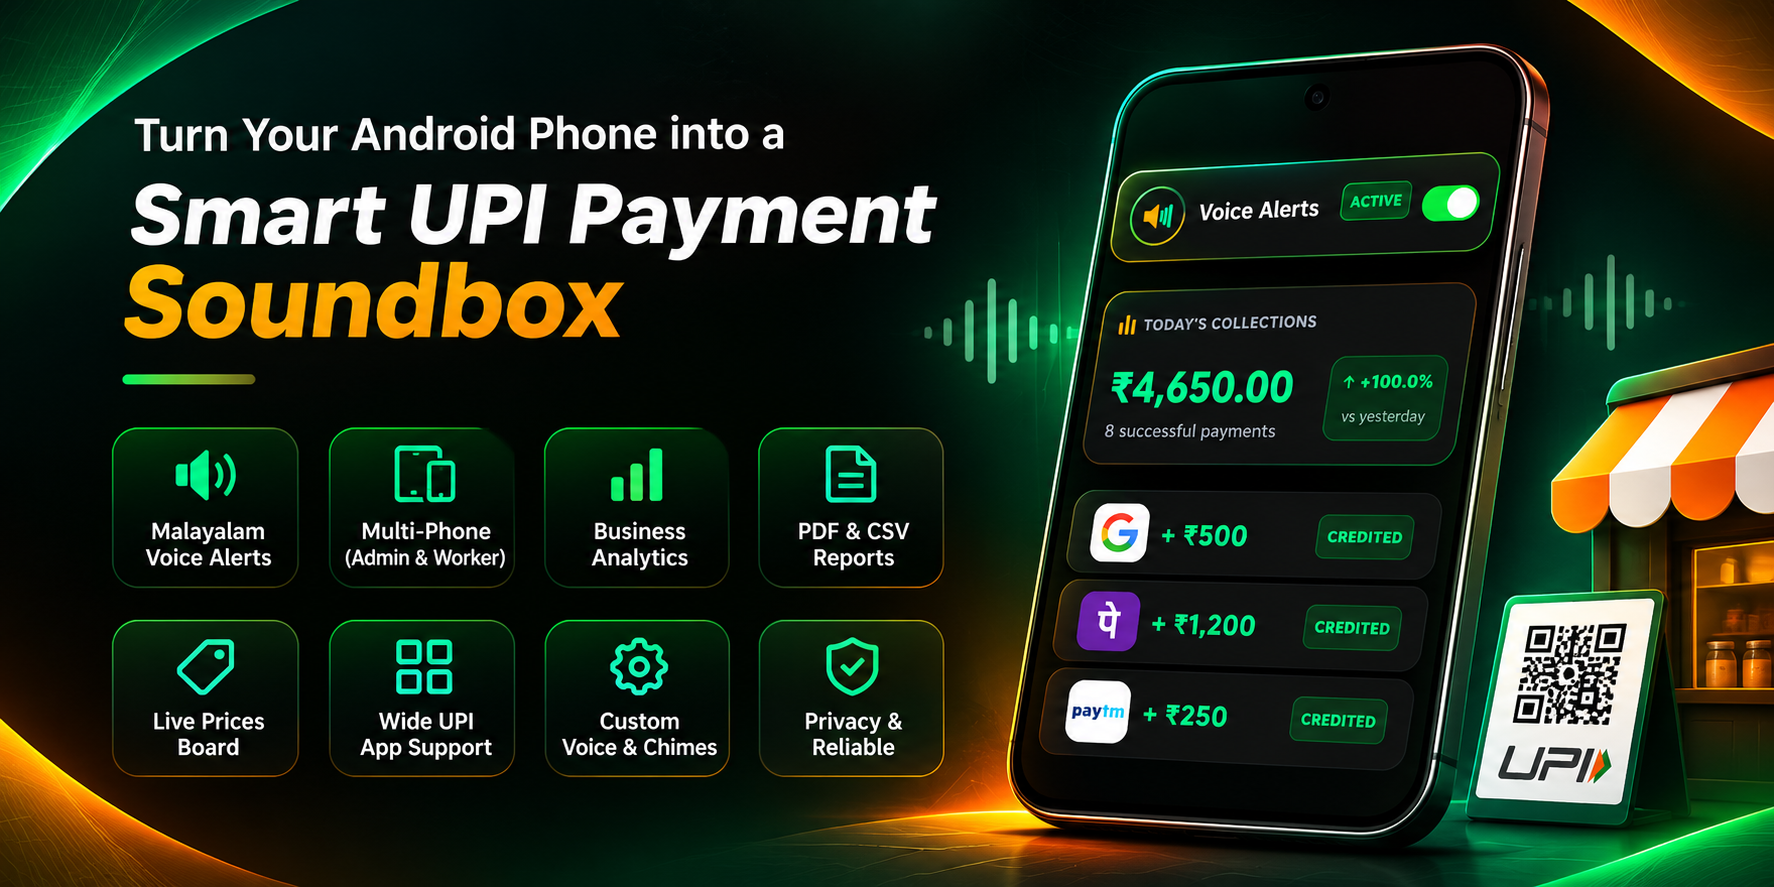 Turn Your Android Phone into a
Smart UPI Payment
Soundbox
Malayalam
Voice Alerts
Multi-Phone
(Admin & Worker)
Business
Analytics
PDF & CSV
Reports
Live Prices
Board
Wide UPI
App Support
Custom
Voice & Chimes
Privacy &
Reliable
Voice Alerts
ACTIVE
TODAY'S COLLECTIONS
₹4,650.00
↑ +100.0%
vs yesterday
8 successful payments
G + ₹500 CREDITED
पे + ₹1,200 CREDITED
paytm + ₹250 CREDITED
UPI